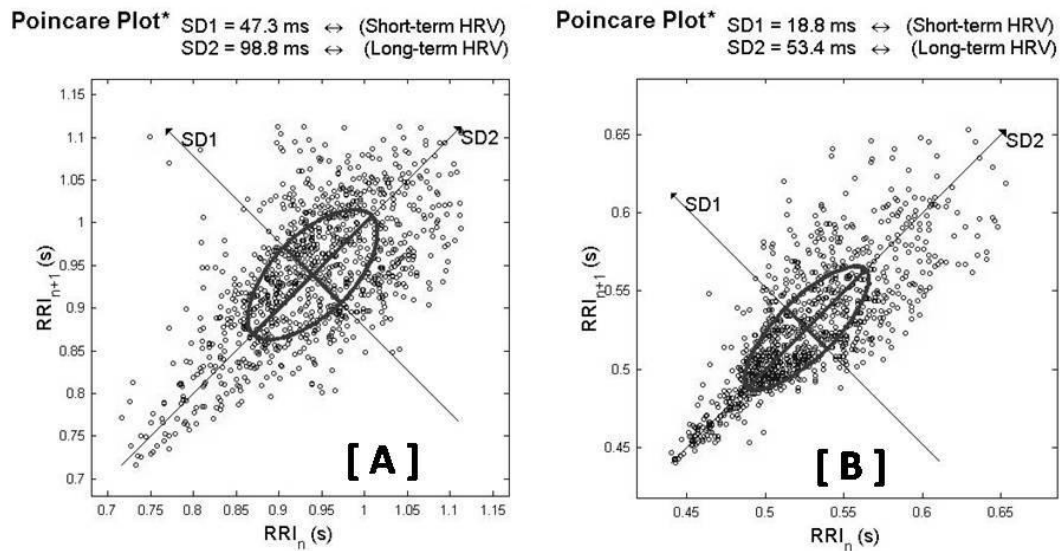 Poincare Plot* SD1 = 47.3 ms ↔ (Short-term HRV)
SD2 = 98.8 ms ↔ (Long-term HRV)
1.15
1.1
1.05
1
0.95
0.9
0.85
0.8
0.75
0.7
RRI n+1 (s)
SD1
SD2
[ A ]
0.7 0.75 0.8 0.85 0.9 0.95 1 1.05 1.1 1.15
RRI n (s)
Poincare Plot* SD1 = 18.8 ms ↔ (Short-term HRV)
SD2 = 53.4 ms ↔ (Long-term HRV)
0.65
0.6
0.55
0.5
0.45
RRI n+1 (s)
SD1
SD2
[ B ]
0.45 0.5 0.55 0.6 0.65
RRI n (s)